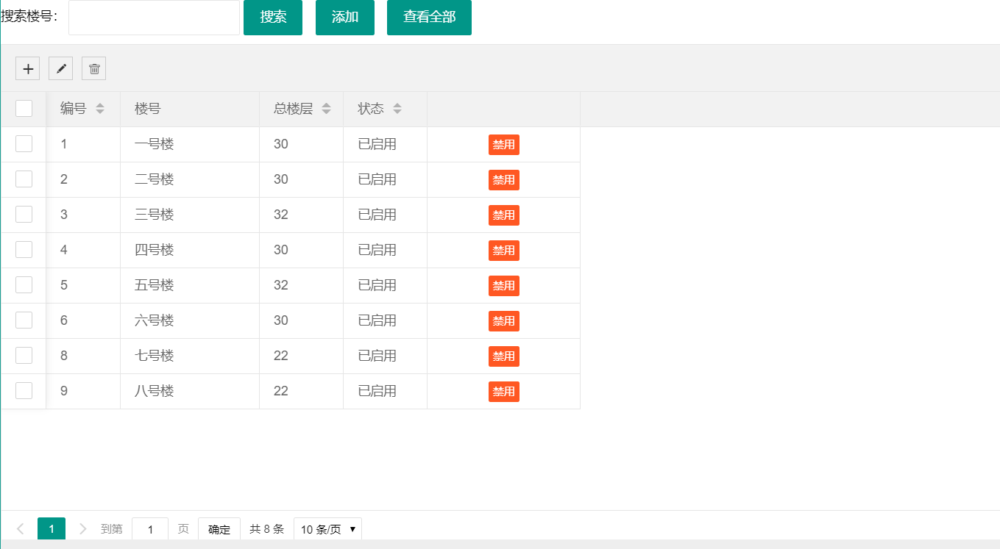 搜索楼号： 搜索 添加 查看全部
编号 楼号 总楼层 状态
1 一号楼 30 已启用 禁用
2 二号楼 30 已启用 禁用
3 三号楼 32 已启用 禁用
4 四号楼 30 已启用 禁用
5 五号楼 32 已启用 禁用
6 六号楼 30 已启用 禁用
8 七号楼 22 已启用 禁用
9 八号楼 22 已启用 禁用
1 到第 1 页 确定 共 8 条 10 条/页